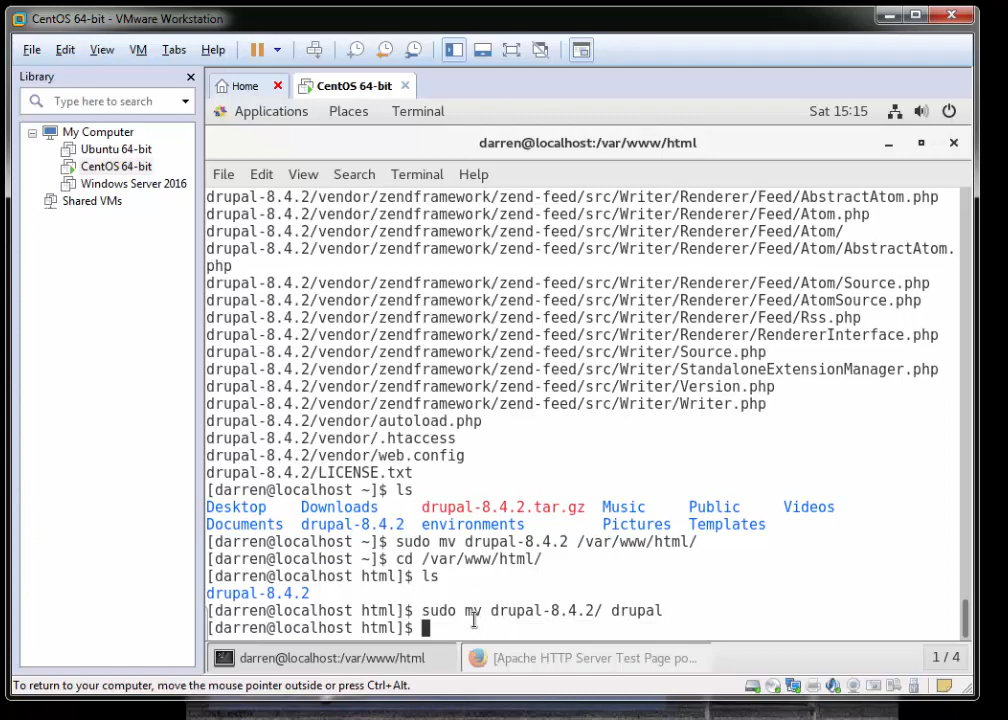 CentOS 64-bit - VMware Workstation
File Edit View VM Tabs Help
Library
Type here to search
My Computer
Ubuntu 64-bit
CentOS 64-bit
Windows Server 2016
Shared VMs
Home
CentOS 64-bit
Applications Places Terminal
Sat 15:15
darren@localhost:/var/www/html
File Edit View Search Terminal Help
drupal-8.4.2/vendor/zendframework/zend-feed/src/Writer/Renderer/Feed/AbstractAtom.php
drupal-8.4.2/vendor/zendframework/zend-feed/src/Writer/Renderer/Feed/Atom.php
drupal-8.4.2/vendor/zendframework/zend-feed/src/Writer/Renderer/Feed/Atom/
drupal-8.4.2/vendor/zendframework/zend-feed/src/Writer/Renderer/Feed/Atom/AbstractAtom.
php
drupal-8.4.2/vendor/zendframework/zend-feed/src/Writer/Renderer/Feed/Atom/Source.php
drupal-8.4.2/vendor/zendframework/zend-feed/src/Writer/Renderer/Feed/AtomSource.php
drupal-8.4.2/vendor/zendframework/zend-feed/src/Writer/Renderer/Feed/Rss.php
drupal-8.4.2/vendor/zendframework/zend-feed/src/Writer/Renderer/RendererInterface.php
drupal-8.4.2/vendor/zendframework/zend-feed/src/Writer/Source.php
drupal-8.4.2/vendor/zendframework/zend-feed/src/Writer/StandaloneExtensionManager.php
drupal-8.4.2/vendor/zendframework/zend-feed/src/Writer/Version.php
drupal-8.4.2/vendor/zendframework/zend-feed/src/Writer/Writer.php
drupal-8.4.2/vendor/autoload.php
drupal-8.4.2/vendor/.htaccess
drupal-8.4.2/vendor/web.config
drupal-8.4.2/LICENSE.txt
[darren@localhost ~]$ ls
Desktop Downloads drupal-8.4.2.tar.gz Music Public Videos
Documents drupal-8.4.2 environments Pictures Templates
[darren@localhost ~]$ sudo mv drupal-8.4.2 /var/www/html/
[darren@localhost ~]$ cd /var/www/html/
[darren@localhost html]$ ls
drupal-8.4.2
[darren@localhost html]$ sudo mv drupal-8.4.2/ drupal
[darren@localhost html]$
darren@localhost:/var/www/html
[Apache HTTP Server Test Page po...
1 / 4
To return to your computer, move the mouse pointer outside or press Ctrl+Alt.